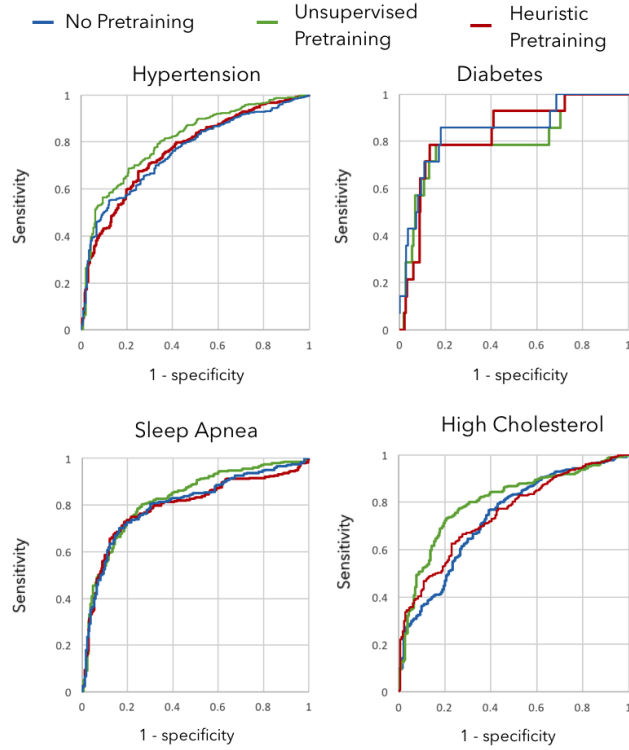 No Pretraining
Unsupervised
Pretraining
Heuristic
Pretraining
Hypertension
Sensitivity
1
0.8
0.6
0.4
0.2
0
0 0.2 0.4 0.6 0.8 1
1 - specificity
Diabetes
Sensitivity
1
0.8
0.6
0.4
0.2
0
0 0.2 0.4 0.6 0.8 1
1 - specificity
Sleep Apnea
Sensitivity
1
0.8
0.6
0.4
0.2
0
0 0.2 0.4 0.6 0.8 1
1 - specificity
High Cholesterol
Sensitivity
1
0.8
0.6
0.4
0.2
0
0 0.2 0.4 0.6 0.8 1
1 - specificity